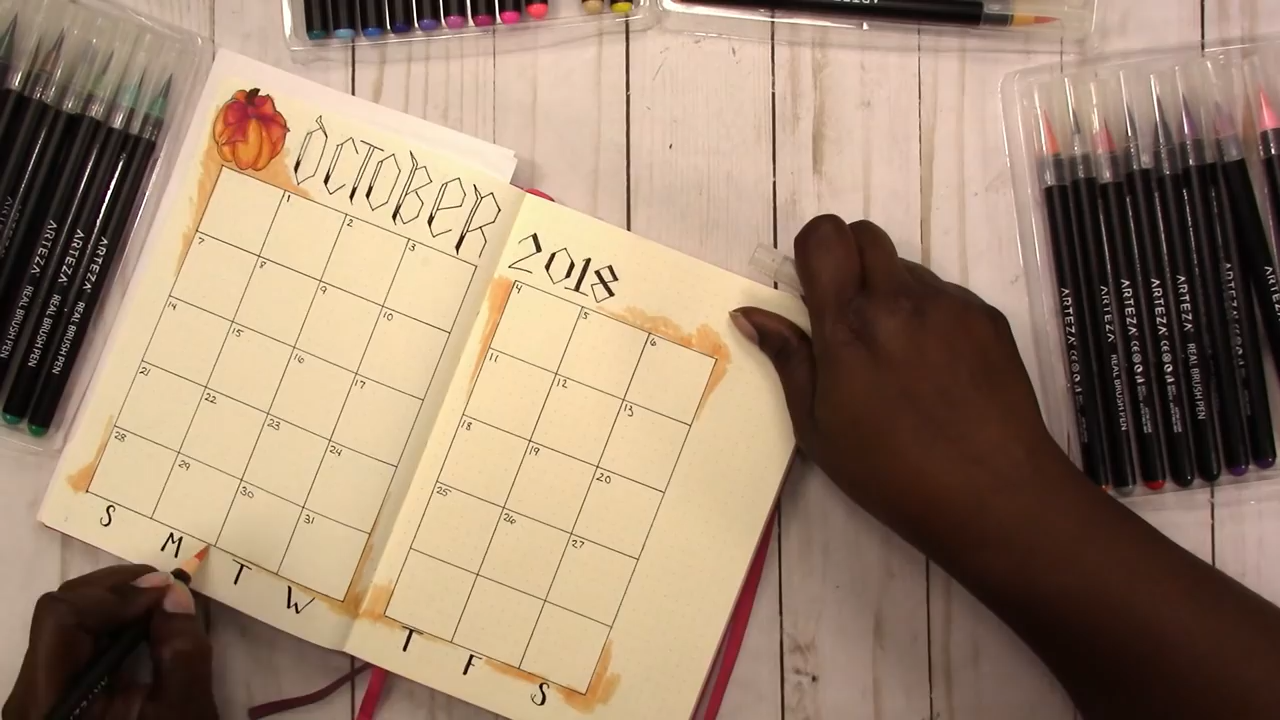 OCTOBER
2018
1 2 3 4 5 6
7 8 9 10 11 12 13
14 15 16 17 18 19 20
21 22 23 24 25 26 27
28 29 30 31
S M T W T F S
ARTEZA
ARTEZA REAL BRUSH PEN
ARTEZA REAL BRUSH PEN
ARTEZA
ARTEZA REAL BRUSH PEN
ARTEZA
ARTEZA
ARTEZA REAL BRUSH PEN